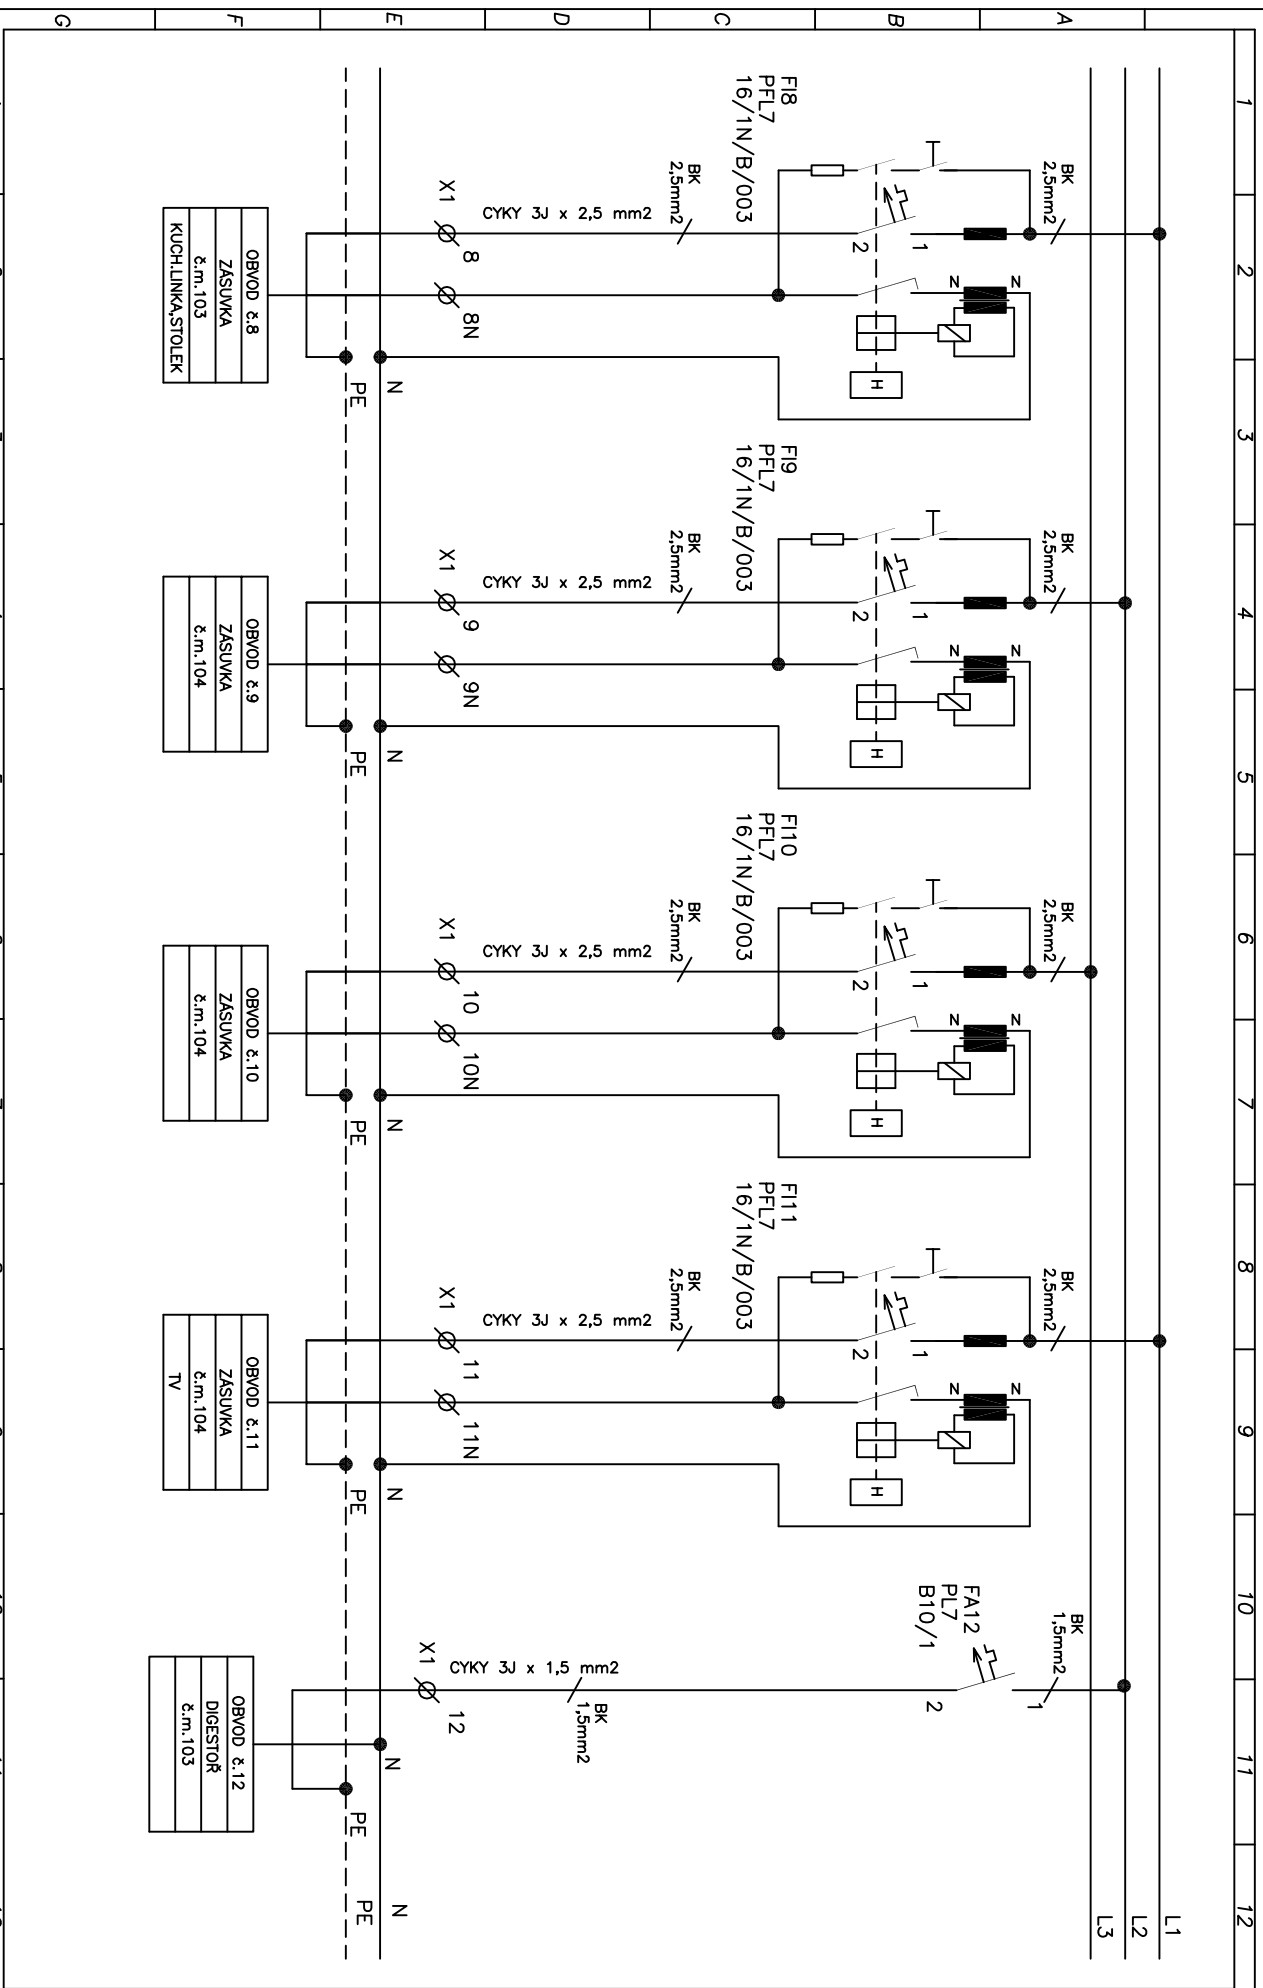 1
2
3
4
5
6
7
8
9
10
11
12
A
B
C
D
E
F
G
L1
L2
L3
FI8
PFL7
16/1N/B/003
BK
2,5mm2
1
2
N
N
H
BK
2,5mm2
CYKY 3J x 2,5 mm2
X1
8
8N
N
PE
OBVOD č.8
ZÁSUVKA
č.m.103
KUCH.LINKA,STOLEK
FI9
PFL7
16/1N/B/003
BK
2,5mm2
1
2
N
N
H
BK
2,5mm2
CYKY 3J x 2,5 mm2
X1
9
9N
N
PE
OBVOD č.9
ZÁSUVKA
č.m.104
FI10
PFL7
16/1N/B/003
BK
2,5mm2
1
2
N
N
H
BK
2,5mm2
CYKY 3J x 2,5 mm2
X1
10
10N
N
PE
OBVOD č.10
ZÁSUVKA
č.m.104
FI11
PFL7
16/1N/B/003
BK
2,5mm2
1
2
N
N
H
BK
2,5mm2
CYKY 3J x 2,5 mm2
X1
11
11N
N
PE
OBVOD č.11
ZÁSUVKA
č.m.104
TV
FA12
PL7
B10/1
BK
1,5mm2
1
2
BK
1,5mm2
CYKY 3J x 1,5 mm2
X1
12
N
PE
OBVOD č.12
DIGESTOŘ
č.m.103
N
PE